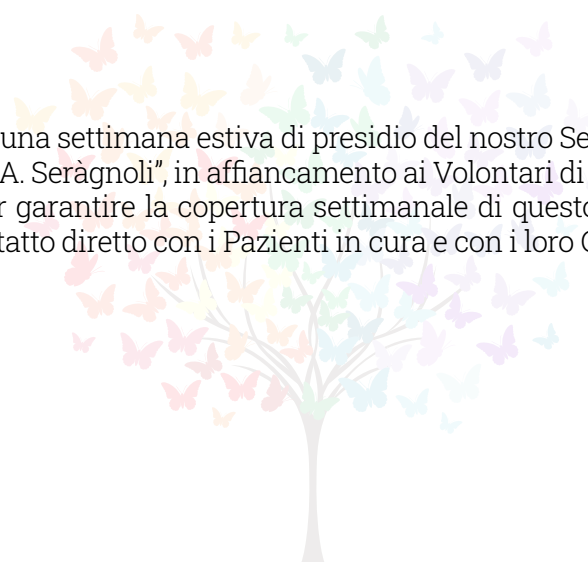 una settimana estiva di presidio del nostro Se
A. Seràgnoli”, in affiancamento ai Volontari di
garantire la copertura settimanale di questo
tatto diretto con i Pazienti in cura e con i loro